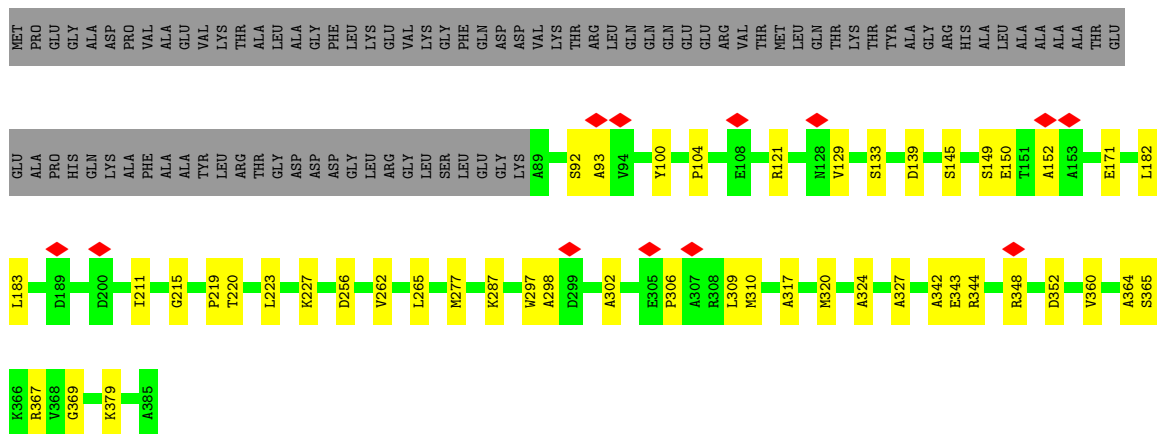 MET PRO GLU GLY ALA ASP PRO VAL ALA GLU VAL LYS THR ALA LEU ALA GLY PHE LEU LYS GLU VAL LYS GLY PHE GLN ASP ASP VAL LYS THR ARG LEU GLN GLN GLN GLU GLU ARG VAL THR MET LEU GLN THR LYS THR TYR ALA GLY ARG HIS ALA LEU ALA ALA ALA ALA THR GLU
GLU ALA PRO HIS GLN LYS ALA PHE ALA ALA TYR LEU ARG THR GLY ASP ASP ASP GLY LEU ARG GLY LEU SER LEU GLU GLY LYS A89 S92 A93 V94 Y100 P104 E108 R121 N128 V129 S133 D139 S145 S149 E150 T151 A152 A153 E171 L182
L183 D189 D200 I211 G215 P219 T220 L223 K227 D256 V262 L265 M277 K287 W297 A298 D299 A302 E305 P306 A307 R308 L309 M310 A317 M320 A324 A327 A342 E343 R344 R348 D352 V360 A364 S365
K366 R367 V368 G369 K379 A385